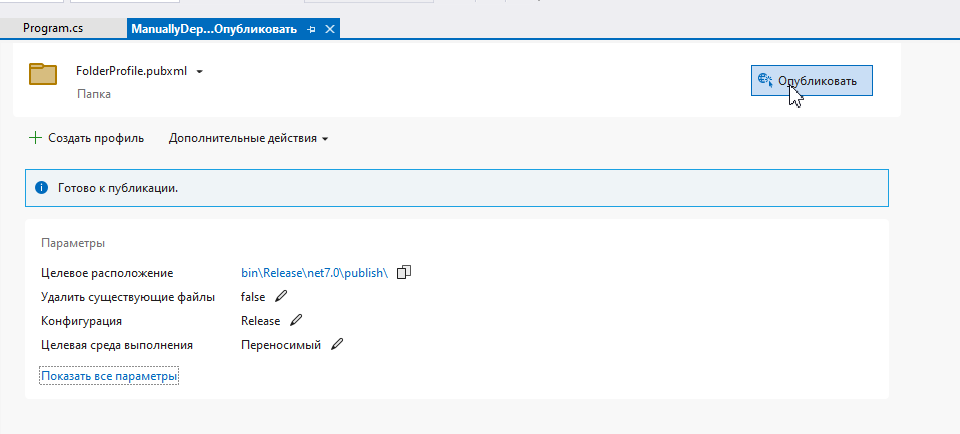 Program.cs
ManuallyDep...Опубликовать
FolderProfile.pubxml
Папка
Опубликовать
Создать профиль Дополнительные действия
Готово к публикации.
Параметры
Целевое расположение bin\Release\net7.0\publish\
Удалить существующие файлы false
Конфигурация Release
Целевая среда выполнения Переносимый
Показать все параметры